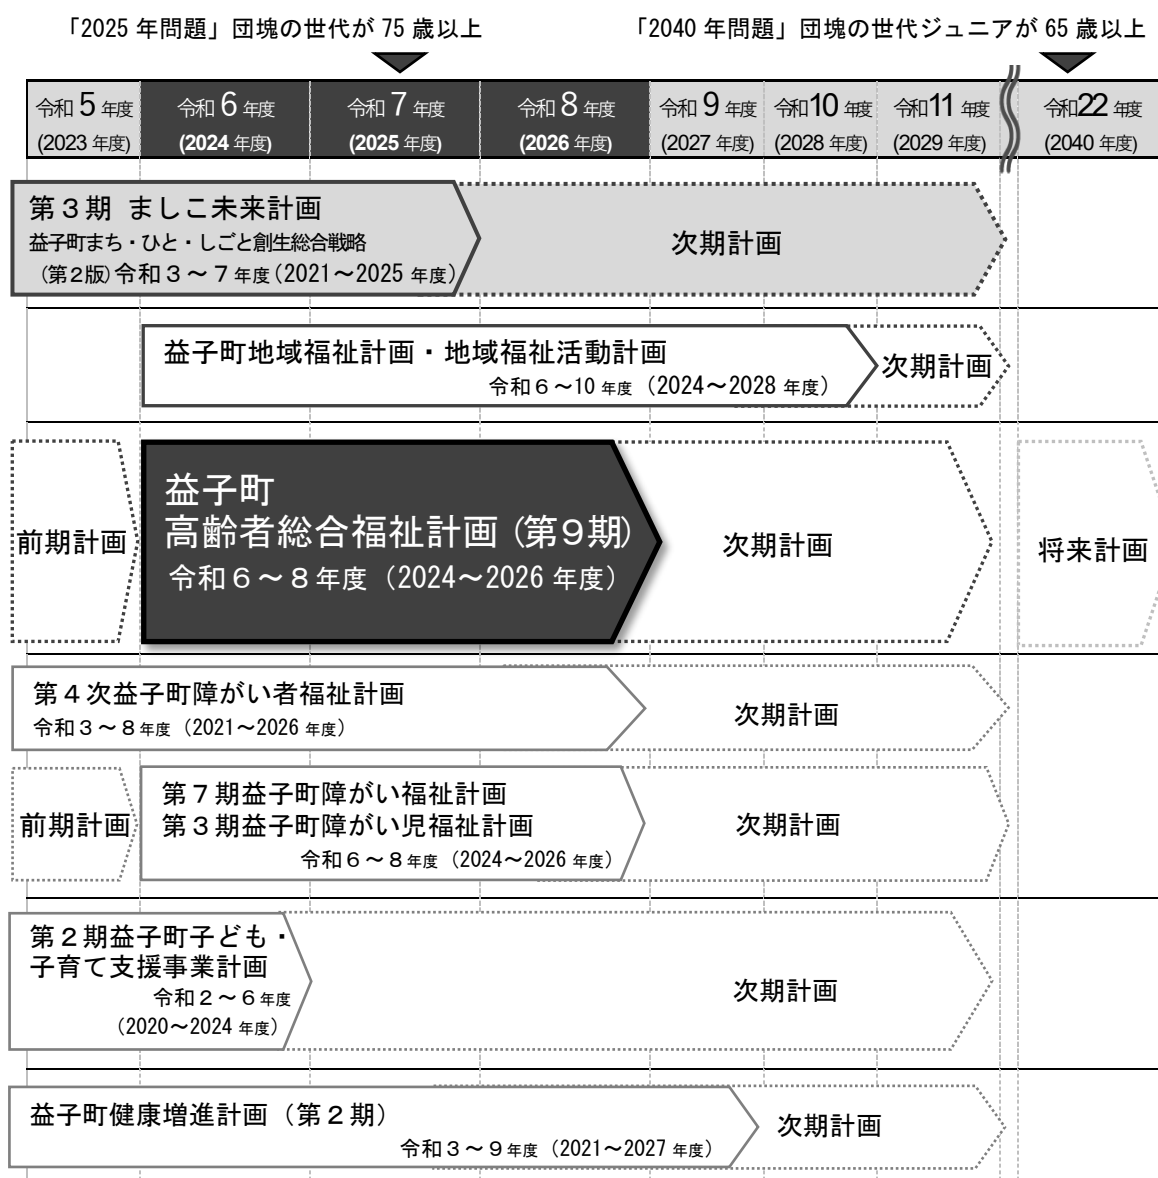 「2025 年問題」団塊の世代が 75 歳以上
「2040 年問題」団塊の世代ジュニアが 65 歳以上
令和 5 年度
(2023 年度)
令和 6 年度
(2024 年度)
令和 7 年度
(2025 年度)
令和 8 年度
(2026 年度)
令和 9 年度
(2027 年度)
令和10 年度
(2028 年度)
令和11 年度
(2029 年度)
令和22 年度
(2040 年度)
第3期 ましこ未来計画
益子町まち・ひと・しごと創生総合戦略
(第2版)令和3～7年度(2021～2025 年度)
次期計画
益子町地域福祉計画・地域福祉活動計画
令和6～10 年度（2024～2028 年度）
次期計画
前期計画
益子町
高齢者総合福祉計画(第9期)
令和6～8年度（2024～2026 年度）
次期計画
将来計画
第4次益子町障がい者福祉計画
令和3～8年度（2021～2026 年度）
次期計画
前期計画
第7期益子町障がい福祉計画
第3期益子町障がい児福祉計画
令和6～8年度（2024～2026 年度）
次期計画
第2期益子町子ども・
子育て支援事業計画
令和2～6年度
（2020～2024 年度）
次期計画
益子町健康増進計画（第2期）
令和3～9年度（2021～2027 年度）
次期計画